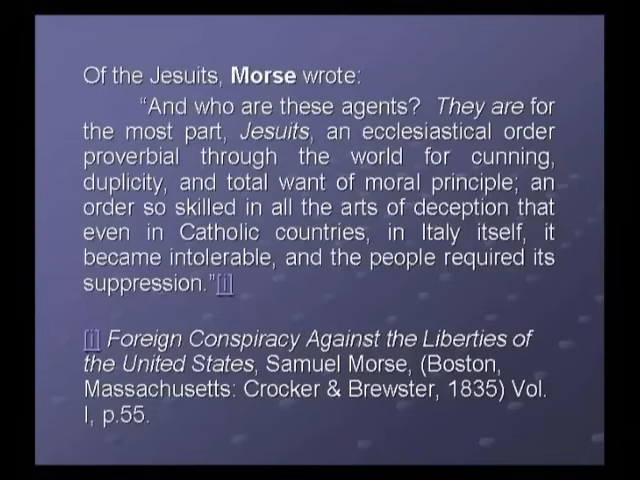 Of the Jesuits, Morse wrote:
“And who are these agents? They are for
the most part, Jesuits, an ecclesiastical order
proverbial through the world for cunning,
duplicity, and total want of moral principle; an
order so skilled in all the arts of deception that
even in Catholic countries, in Italy itself, it
became intolerable, and the people required its
suppression.”[i]
[i] Foreign Conspiracy Against the Liberties of
the United States, Samuel Morse, (Boston,
Massachusetts: Crocker & Brewster, 1835) Vol.
I, p.55.